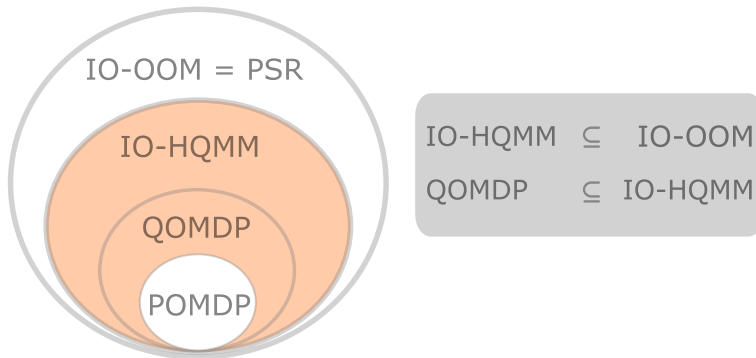 IO-OOM = PSR
IO-HQMM
QOMDP
POMDP
IO-HQMM ⊆ IO-OOM
QOMDP ⊆ IO-HQMM